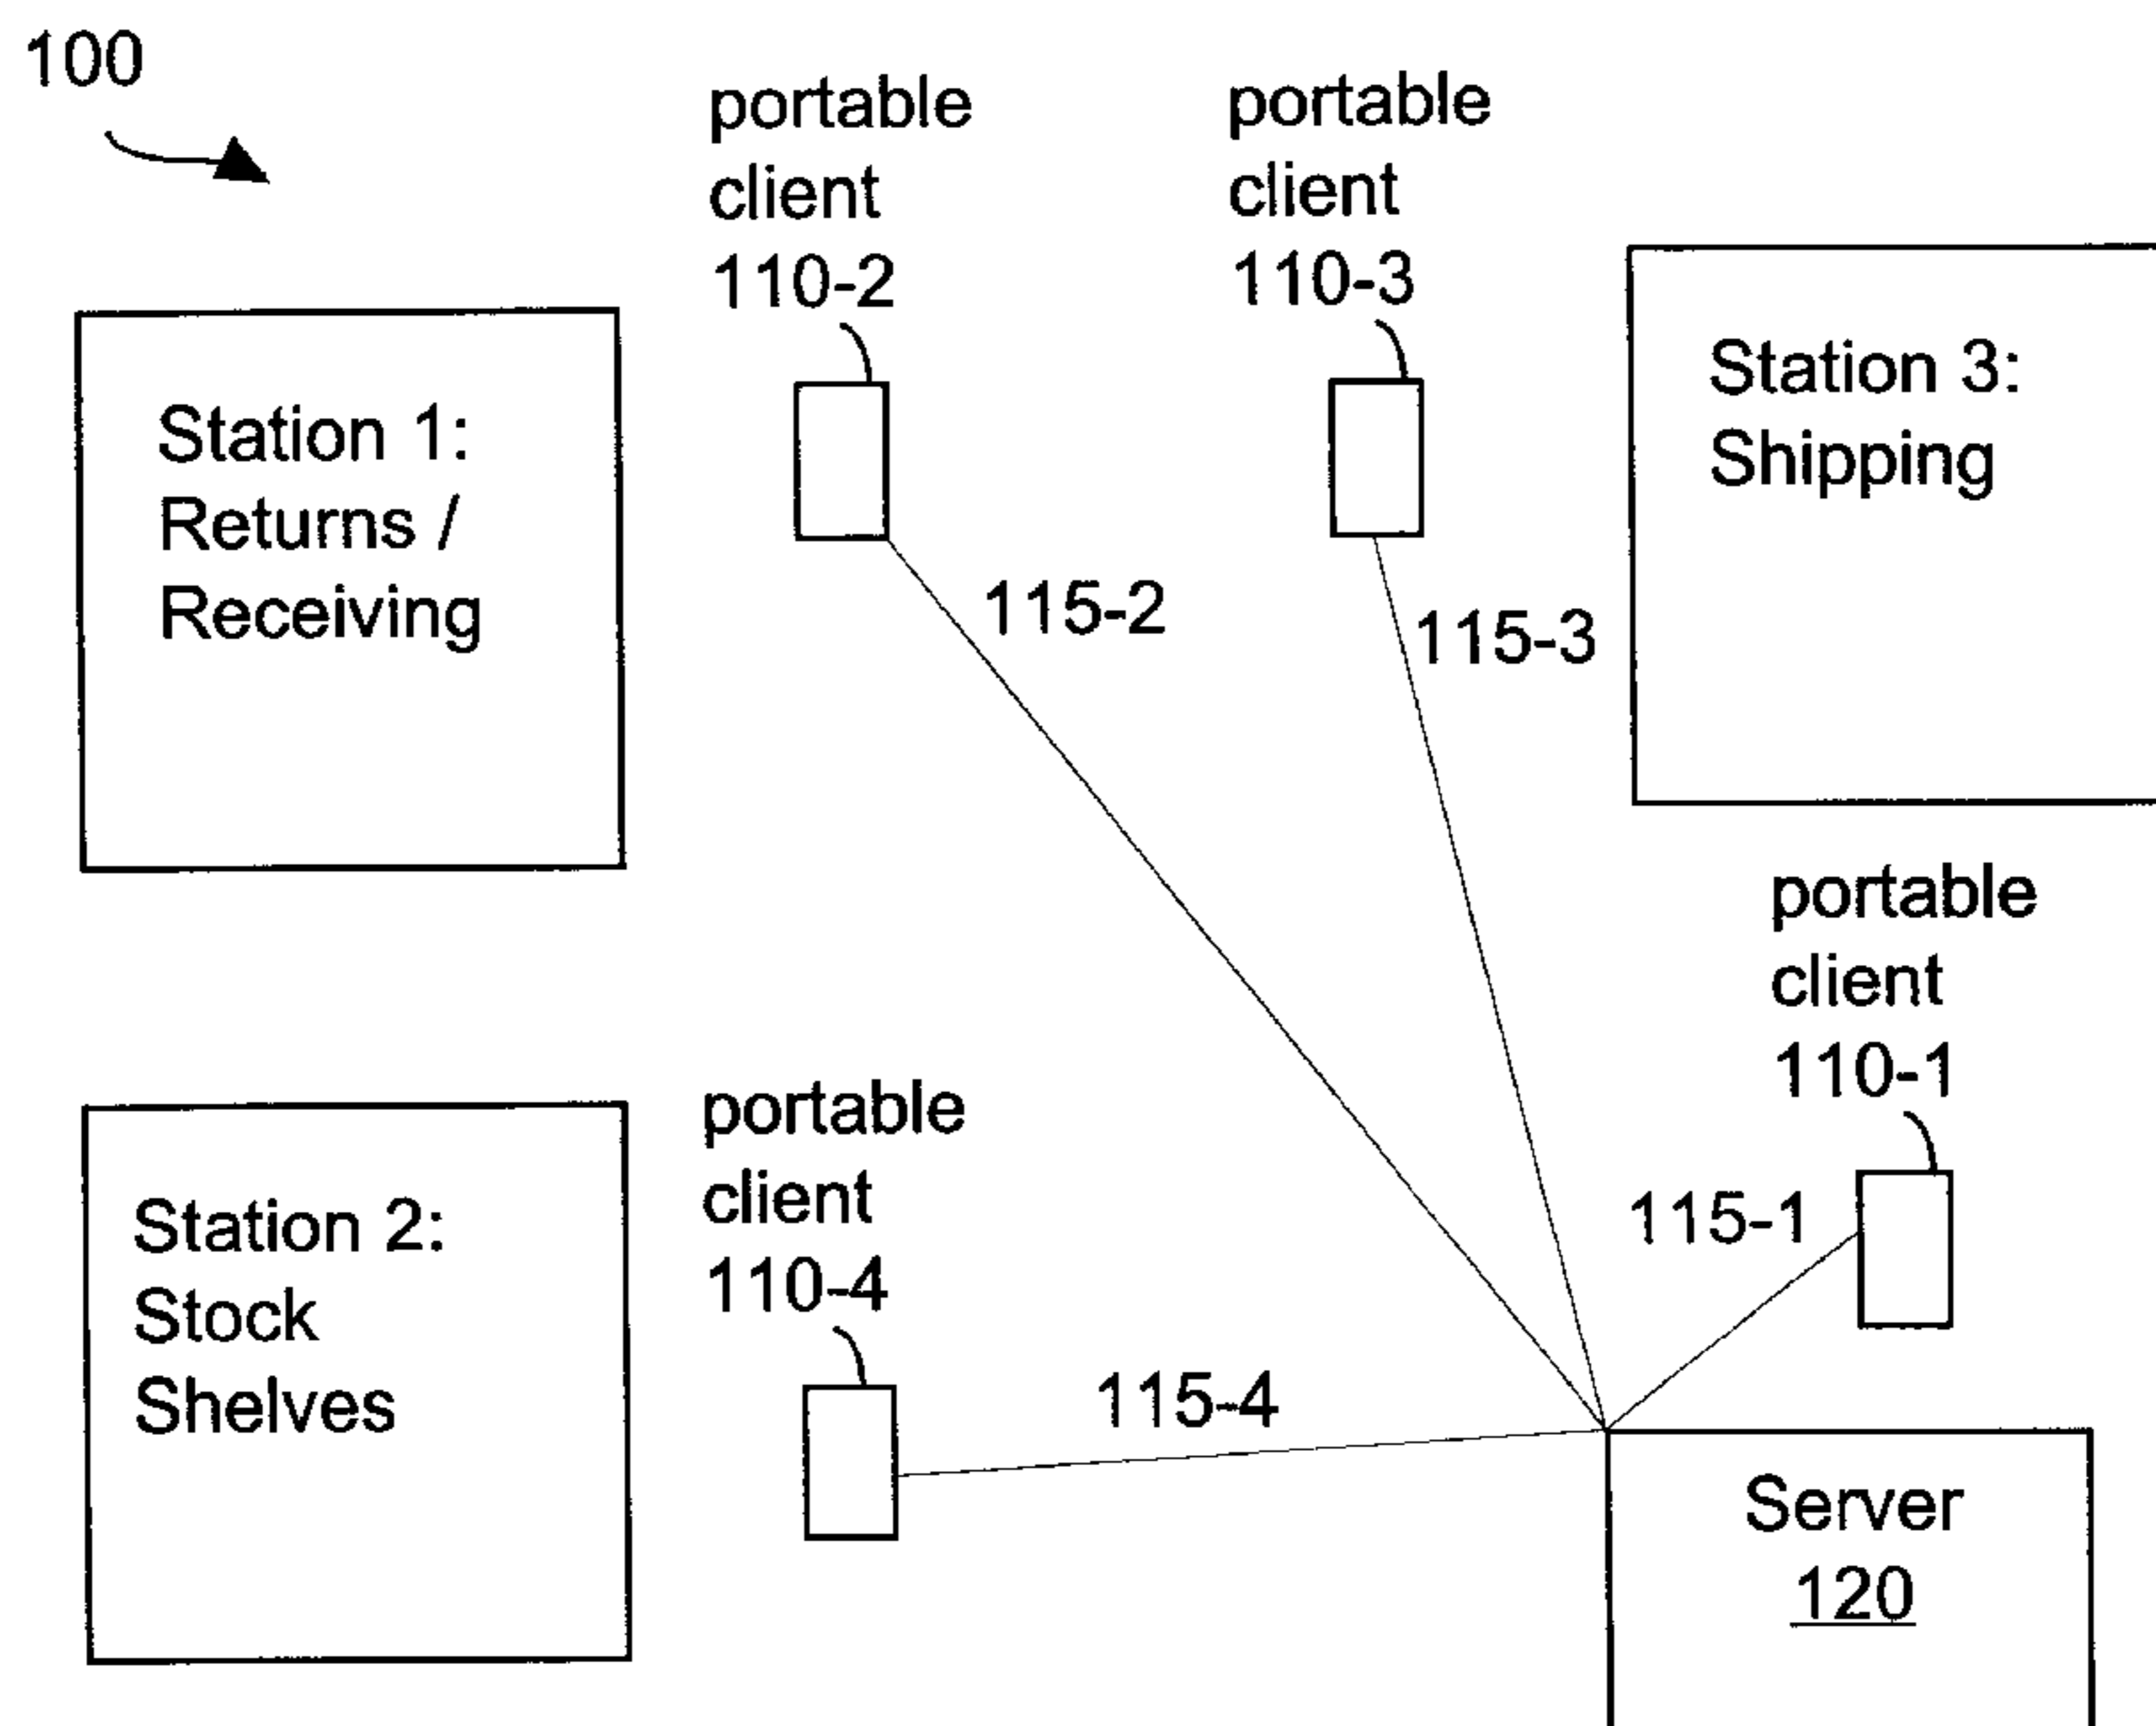 100
portable
client
110-2
portable
client
110-3
Station 1:
Returns /
Receiving
Station 3:
Shipping
115-2
115-3
portable
client
110-1
Station 2:
Stock
Shelves
portable
client
110-4
115-1
115-4
Server
120